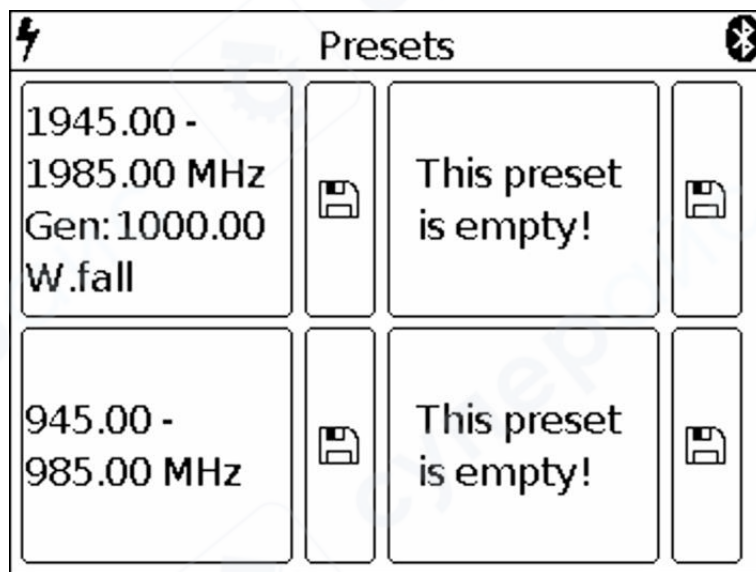 Presets
1945.00 -
1985.00 MHz
Gen:1000.00
W.fall
This preset
is empty!
945.00 -
985.00 MHz
This preset
is empty!